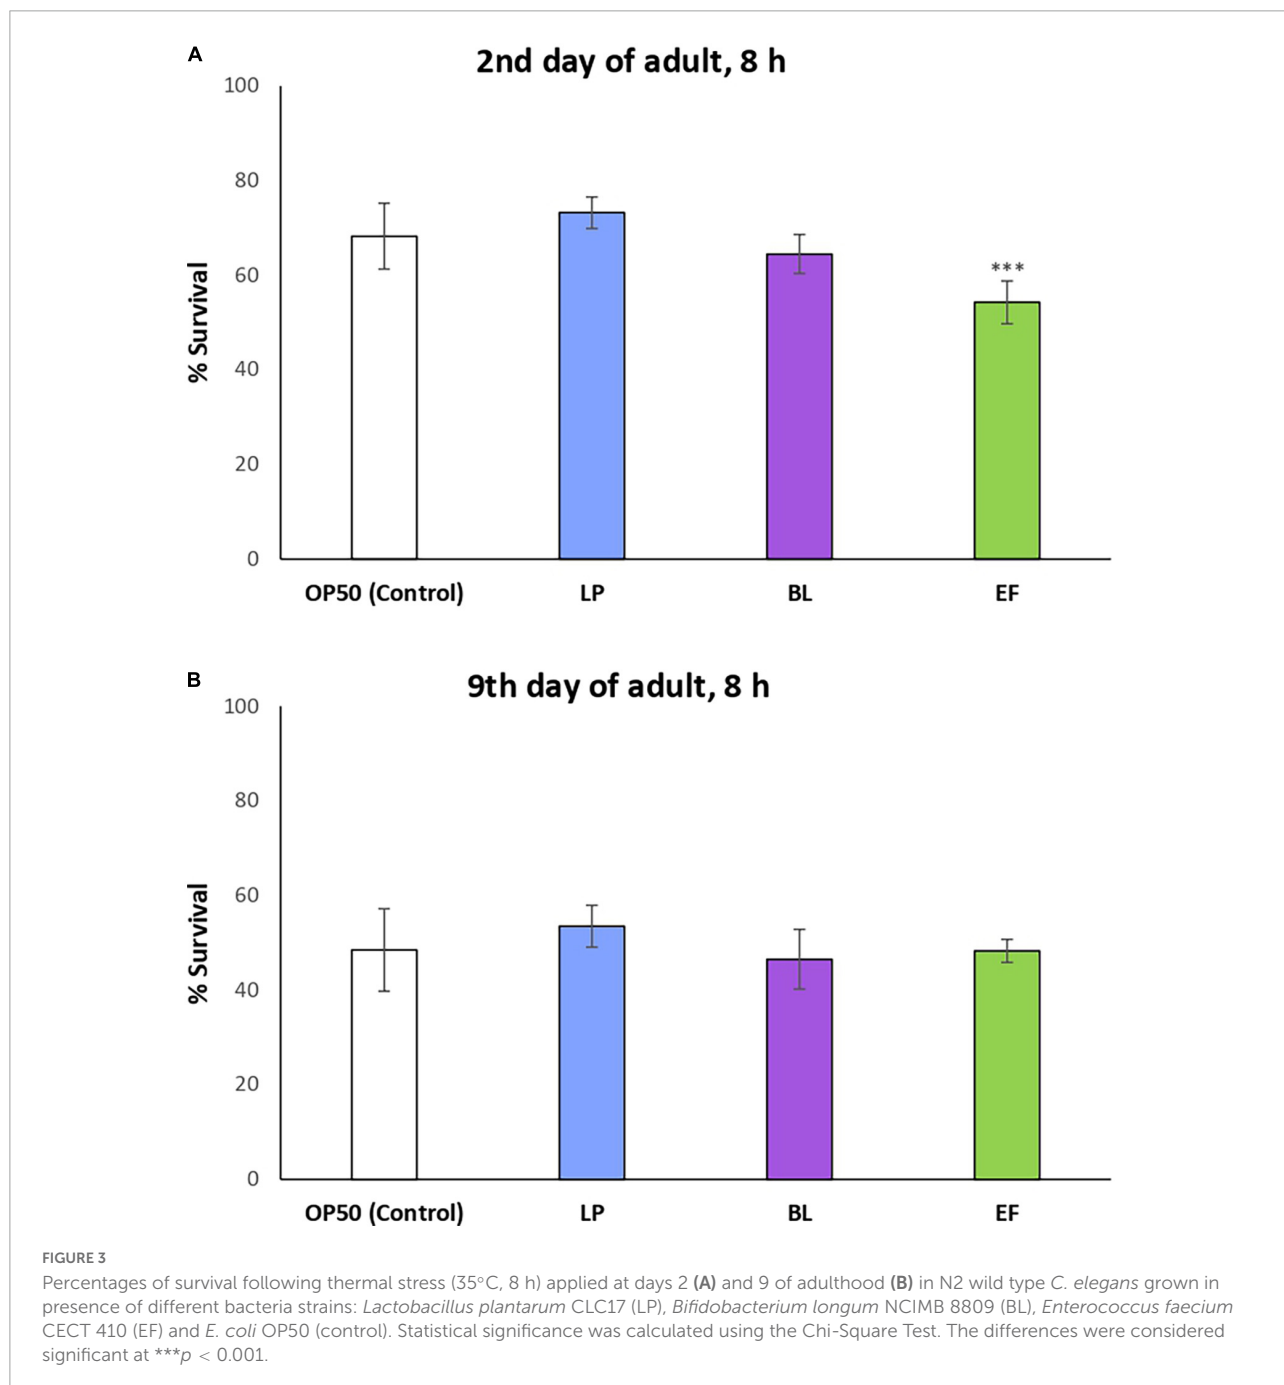 A
2nd day of adult, 8 h
100
80
60
40
20
0
% Survival
***
OP50 (Control) LP BL EF
B
9th day of adult, 8 h
100
80
60
40
20
0
% Survival
OP50 (Control) LP BL EF
FIGURE 3
Percentages of survival following thermal stress (35°C, 8 h) applied at days 2 (A) and 9 of adulthood (B) in N2 wild type C. elegans grown in
presence of different bacteria strains: Lactobacillus plantarum CLC17 (LP), Bifidobacterium longum NCIMB 8809 (BL), Enterococcus faecium
CECT 410 (EF) and E. coli OP50 (control). Statistical significance was calculated using the Chi-Square Test. The differences were considered
significant at ***p < 0.001.